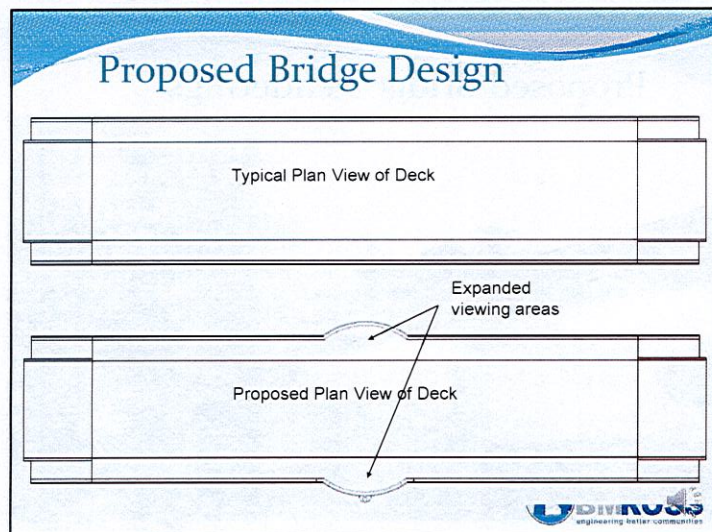 Proposed Bridge Design
Typical Plan View of Deck
Expanded
viewing areas
Proposed Plan View of Deck
BMROSS
engineering better communities